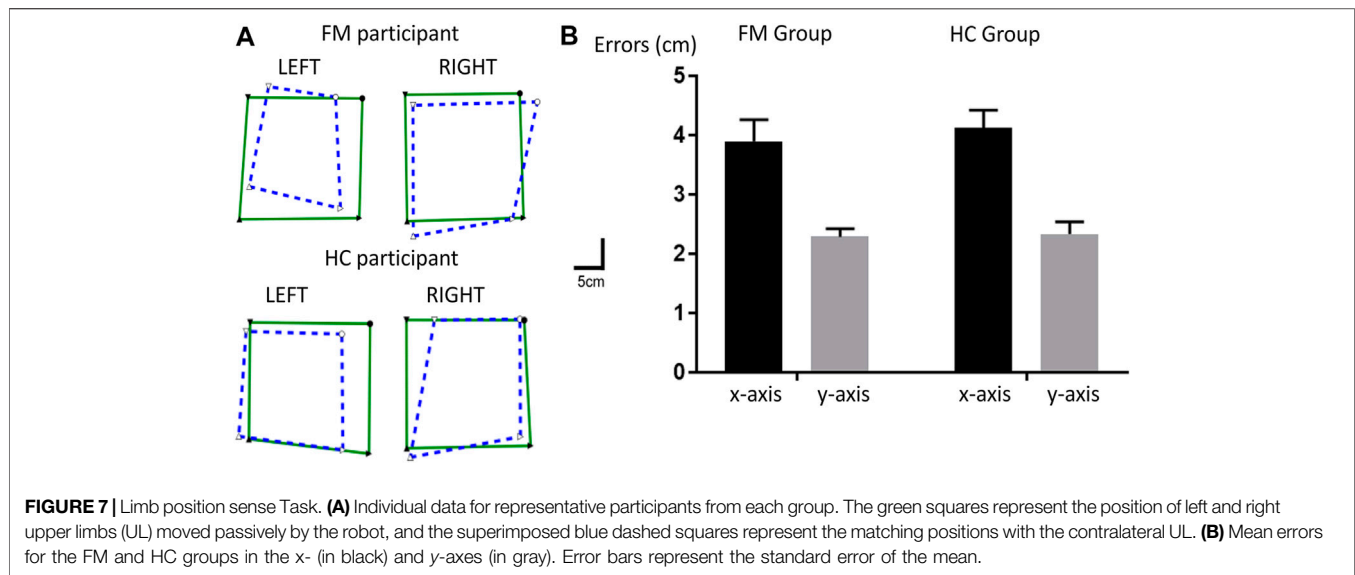 A
FM participant
LEFT RIGHT
HC participant
LEFT RIGHT
5cm
B
Errors (cm)
FM Group HC Group
5
4
3
2
1
0
x-axis y-axis x-axis y-axis
FIGURE 7 | Limb position sense Task. (A) Individual data for representative participants from each group. The green squares represent the position of left and right
upper limbs (UL) moved passively by the robot, and the superimposed blue dashed squares represent the matching positions with the contralateral UL. (B) Mean errors
for the FM and HC groups in the x- (in black) and y-axes (in gray). Error bars represent the standard error of the mean.